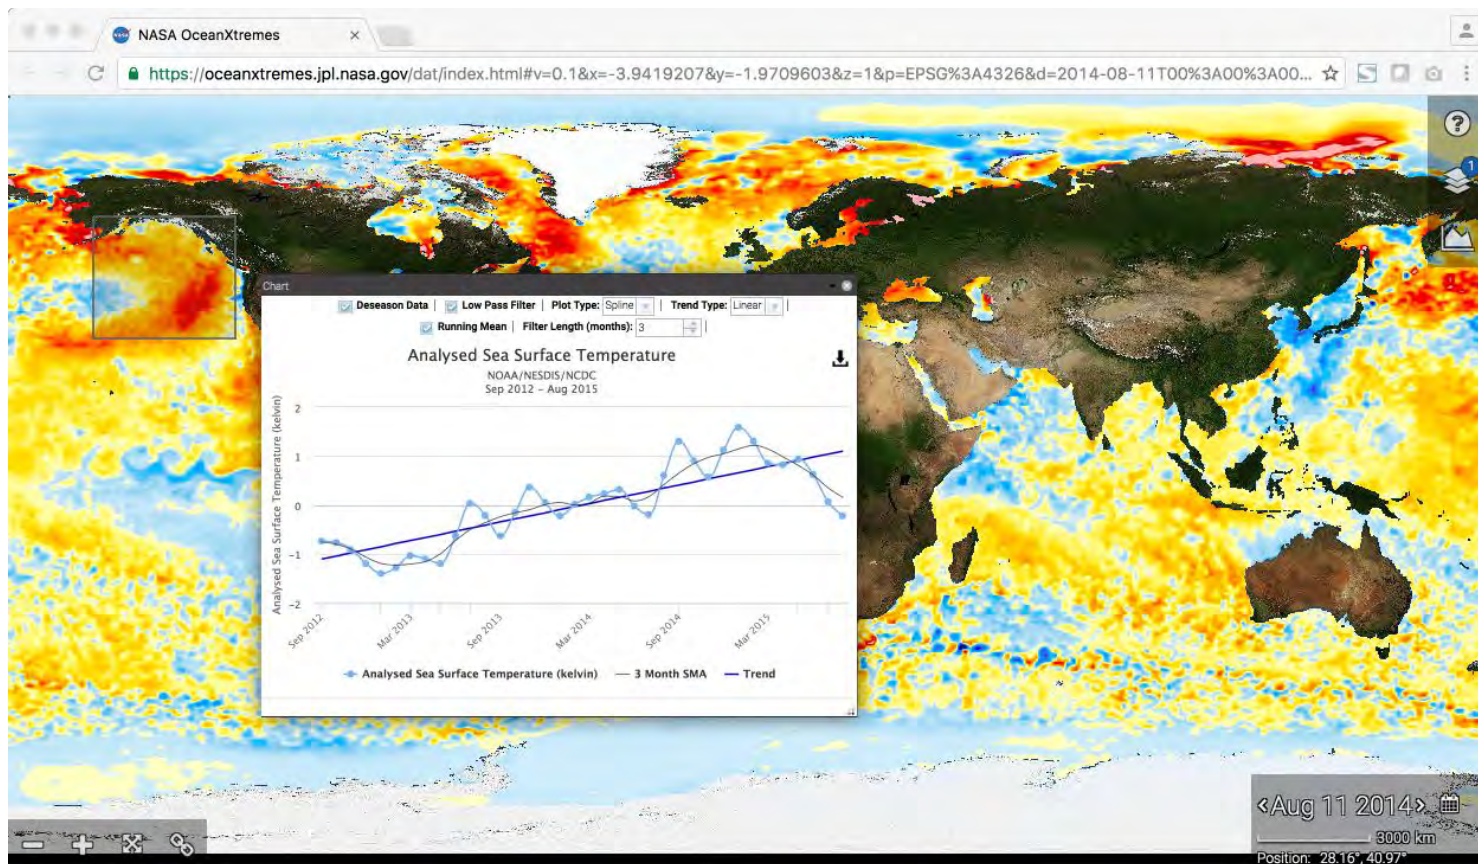 NASA OceanXtremes ×
https://oceanxtremes.jpl.nasa.gov/dat/index.html#v=0.1&x=-3.9419207&y=-1.9709603&z=1&p=EPSG%3A4326&d=2014-08-11T00%3A00%3A00...
?
1
Chart
Deseason Data | Low Pass Filter | Plot Type: Spline | Trend Type: Linear |
Running Mean | Filter Length (months): 3 |
Analysed Sea Surface Temperature
NOAA/NESDIS/NCDC
Sep 2012 - Aug 2015
Analysed Sea Surface Temperature (kelvin)
2
1
0
-1
-2
Sep 2012
Mar 2013
Sep 2013
Mar 2014
Sep 2014
Mar 2015
Analysed Sea Surface Temperature (kelvin) 3 Month SMA Trend
<Aug 11 2014>
3000 km
Position: 28.16°, 40.97°